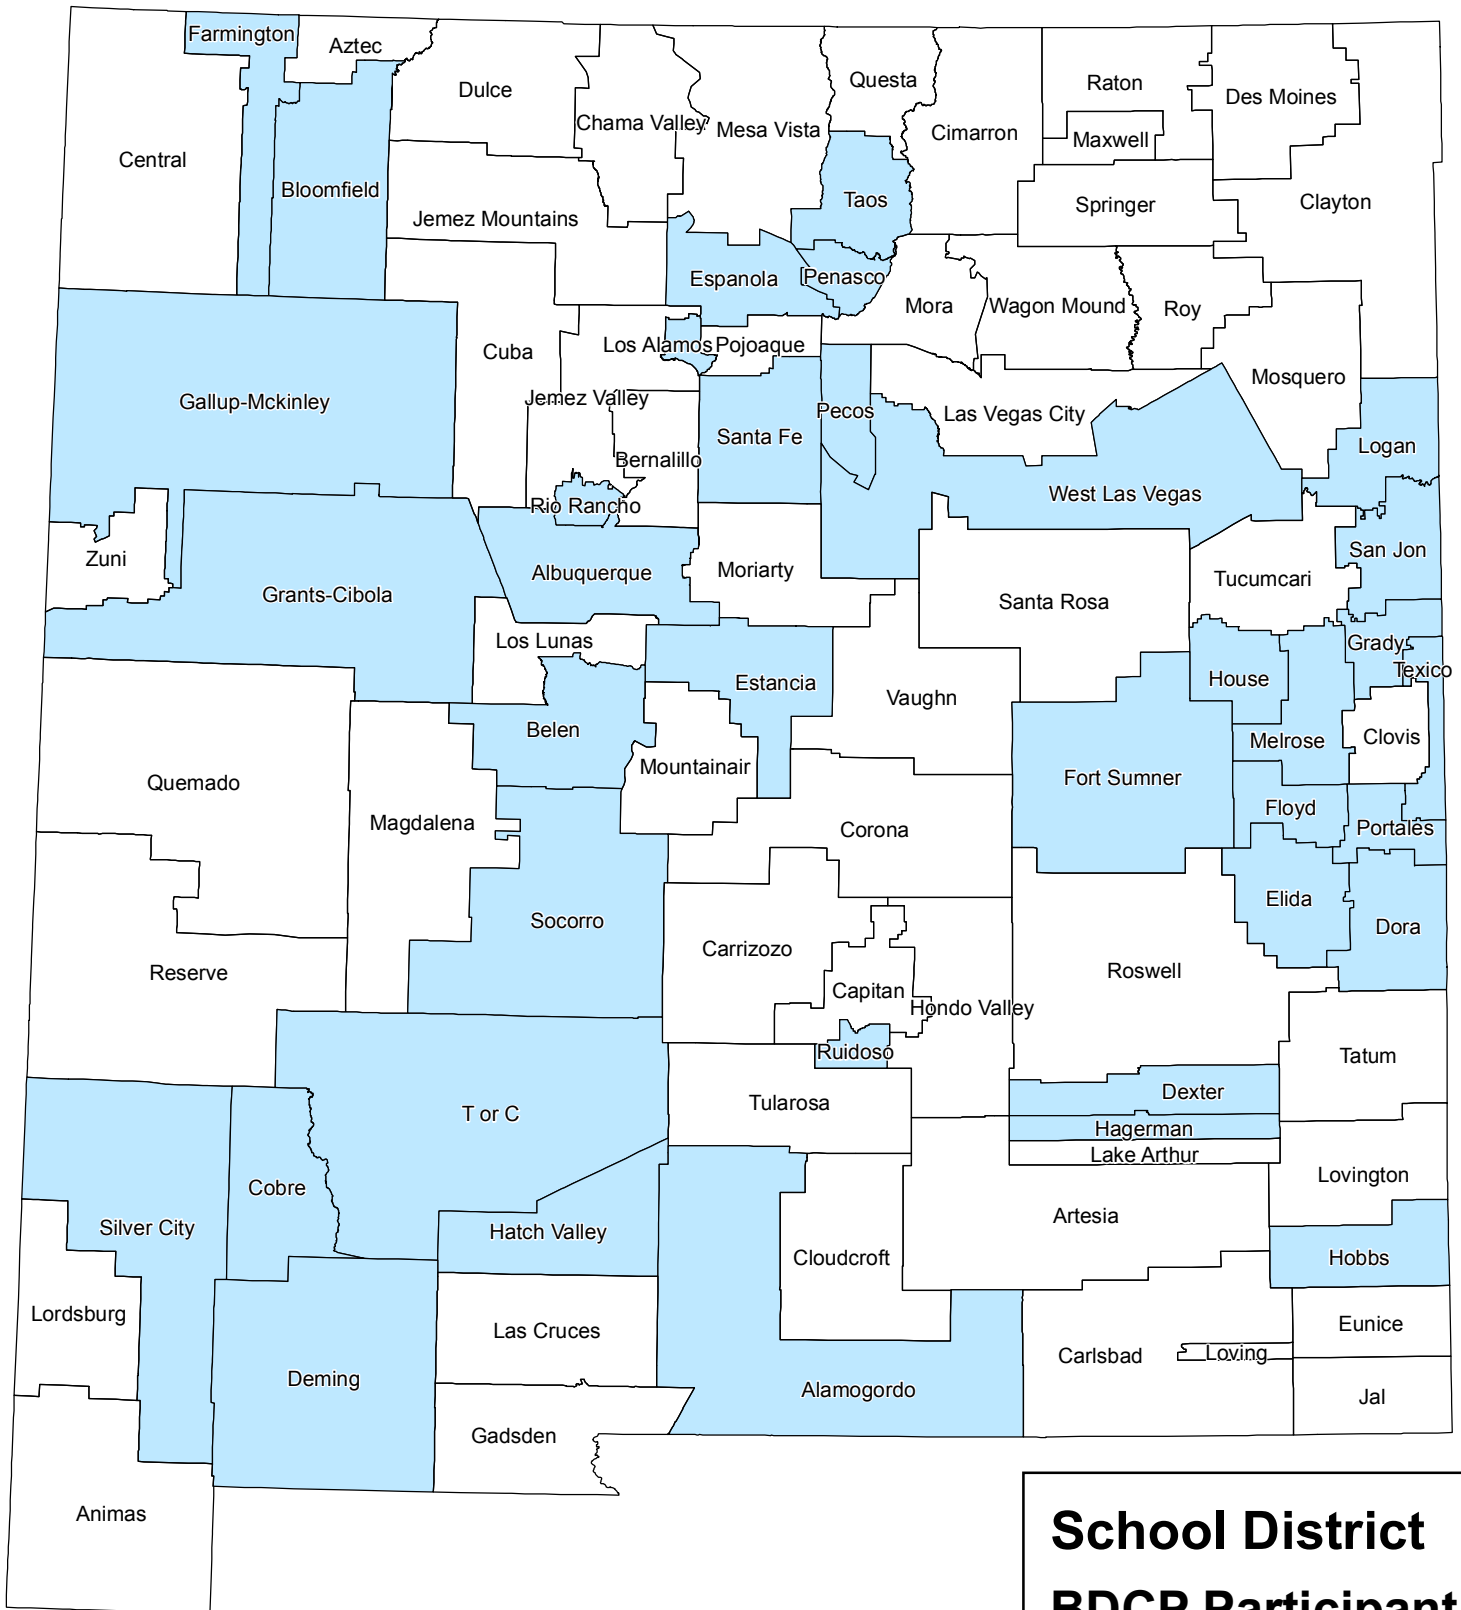 Farmington
Aztec
Dulce
Chama Valley
Mesa Vista
Questa
Cimarron
Raton
Maxwell
Des Moines
Central
Bloomfield
Jemez Mountains
Taos
Springer
Clayton
Espanola
Penasco
Mora
Wagon Mound
Roy
Cuba
Los Alamos
Pojoaque
Mosquero
Gallup-Mckinley
Jemez Valley
Pecos
Las Vegas City
Santa Fe
Logan
Bernalillo
Rio Rancho
West Las Vegas
Zuni
Albuquerque
Moriarty
San Jon
Tucumcari
Grants-Cibola
Santa Rosa
Los Lunas
Grady
Texico
Estancia
House
Vaughn
Belen
Melrose
Clovis
Mountainair
Fort Sumner
Quemado
Magdalena
Corona
Floyd
Portales
Socorro
Elida
Dora
Carrizozo
Reserve
Roswell
Capitan
Hondo Valley
Ruidoso
Tatum
T or C
Tularosa
Dexter
Hagerman
Lake Arthur
Cobre
Lovington
Silver City
Hatch Valley
Artesia
Cloudcroft
Hobbs
Lordsburg
Las Cruces
Eunice
Carlsbad
Loving
Deming
Alamogordo
Jal
Gadsden
Animas
School District
BDCP Participant